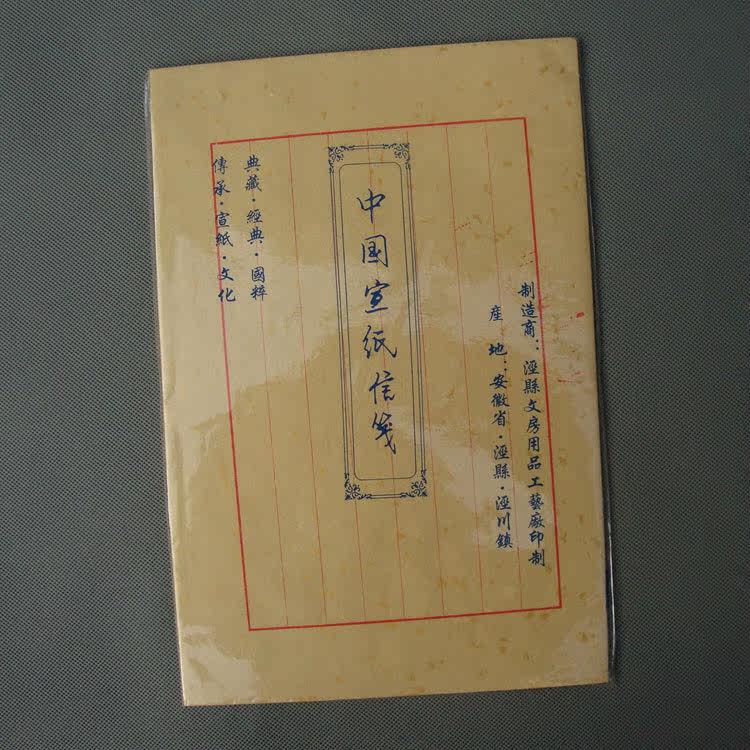 制造商：涇縣文房用品工藝廠印制
産 地：安徽省·涇縣·涇川鎮
中国宣纸信笺
典藏·經典·國粹
傳承·宣紙·文化